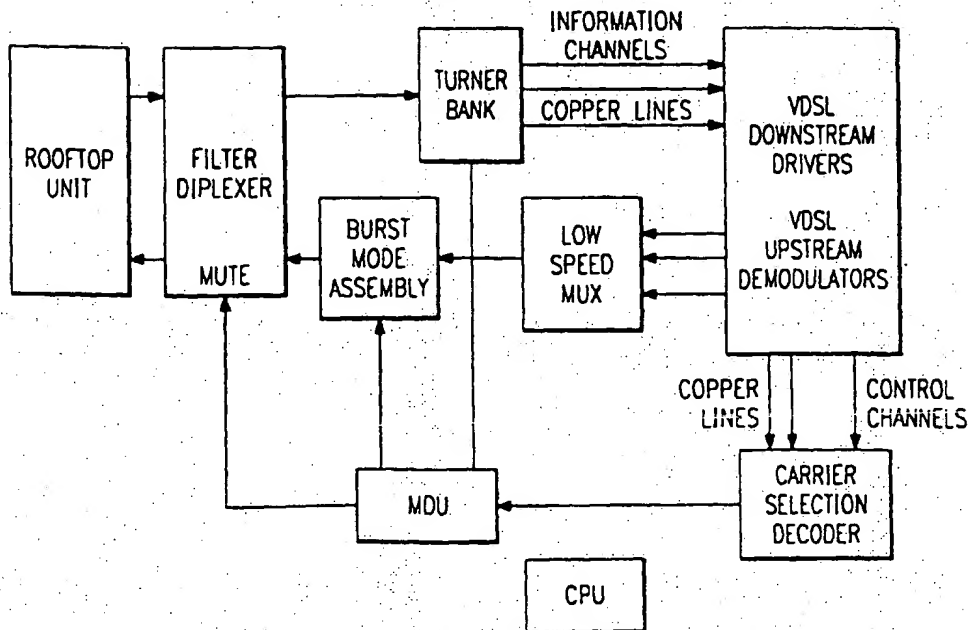 INFORMATION
CHANNELS
TURNER
BANK
COPPER LINES
VDSL
DOWNSTREAM
DRIVERS
ROOFTOP
UNIT
FILTER
DIPLEXER
MUTE
BURST
MODE
ASSEMBLY
LOW
SPEED
MUX
VDSL
UPSTREAM
DEMODULATORS
COPPER
LINES
CONTROL
CHANNELS
MDU
CARRIER
SELECTION
DECODER
CPU